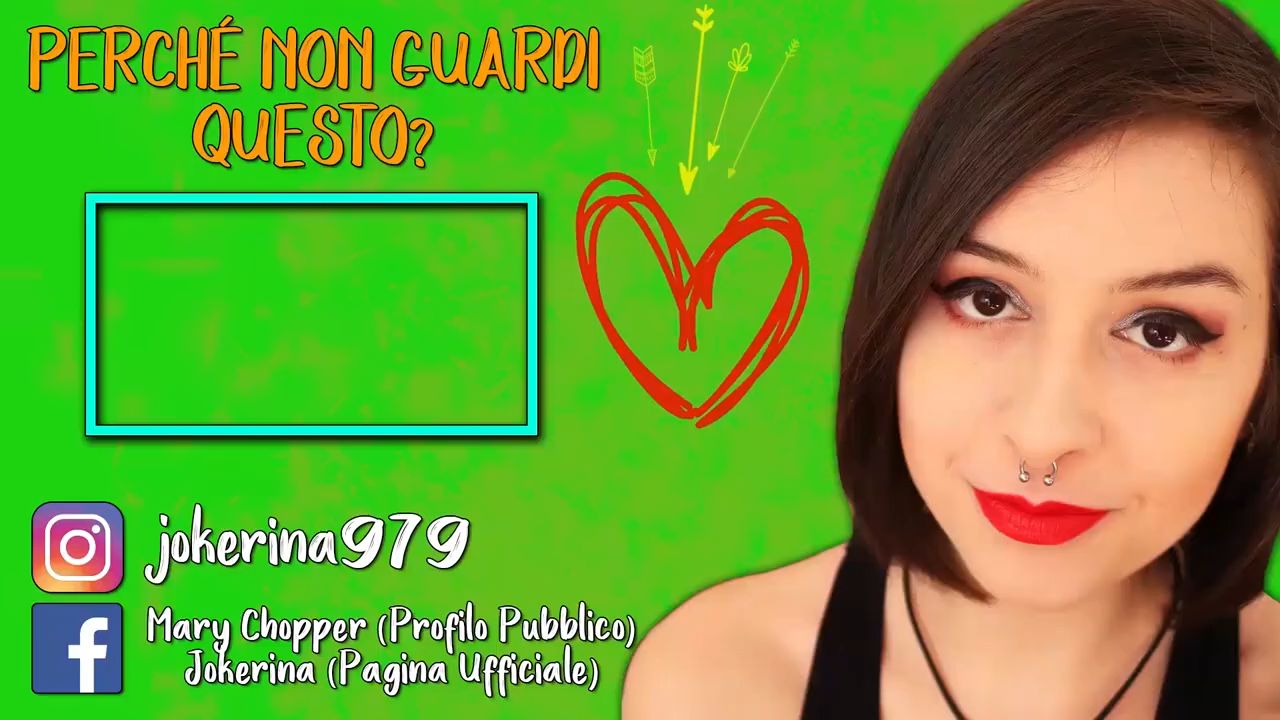 PERCHÉ NON GUARDI
QUESTO?
jokerina979
Mary Chopper (Profilo Pubblico)
Jokerina (Pagina Ufficiale)